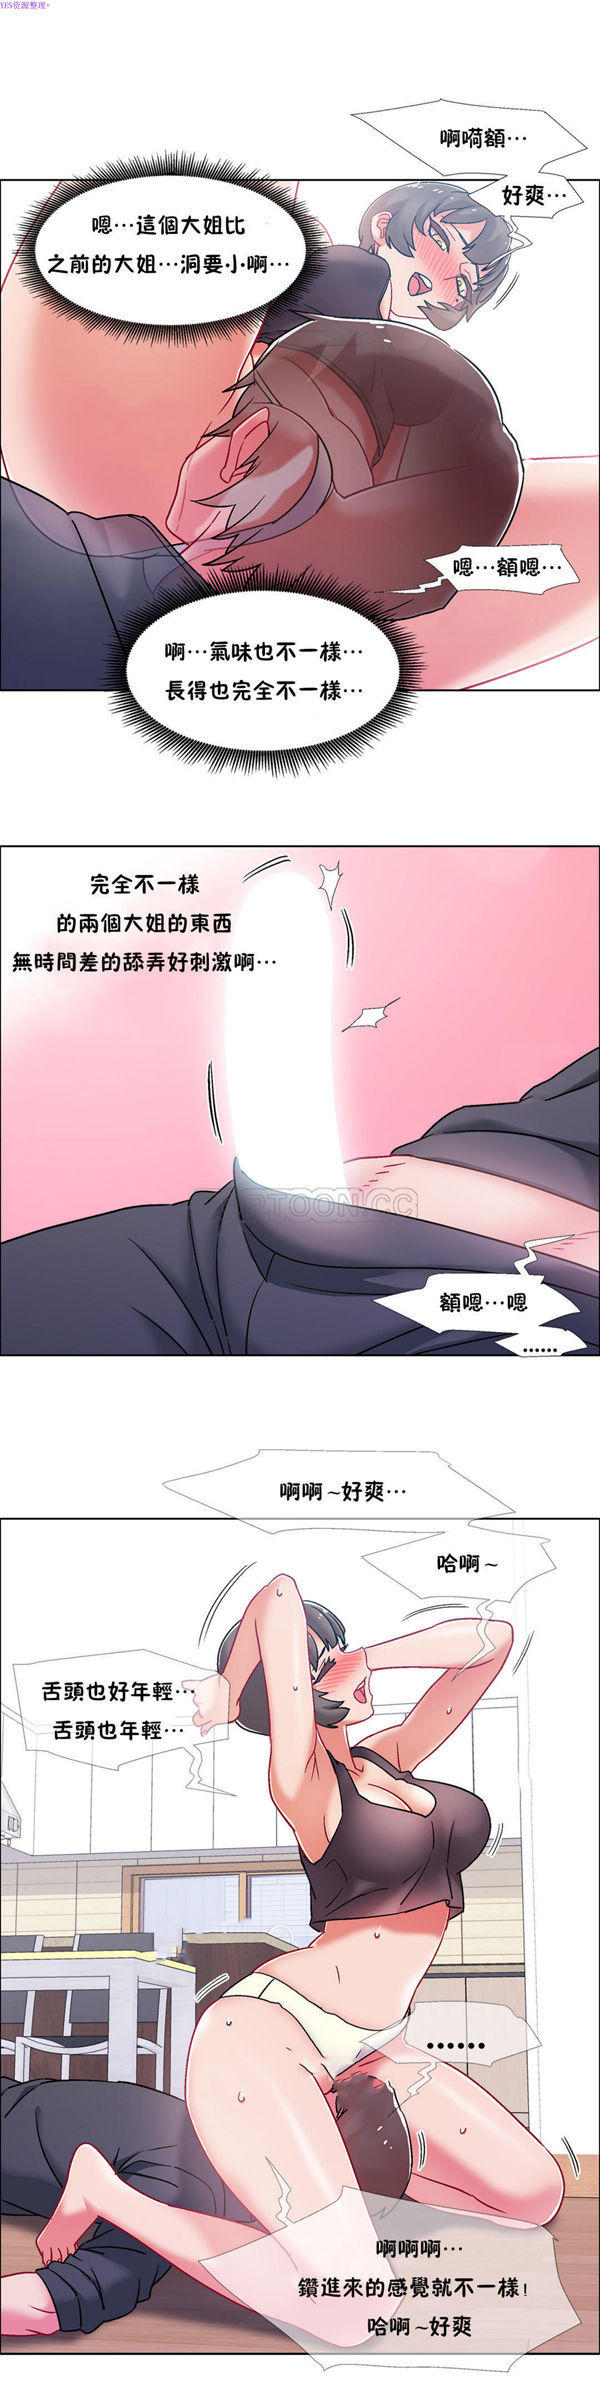 YES资源整理+
啊嗬額…
好爽…
嗯…這個大姐比
之前的大姐…洞要小啊…
嗯…額嗯…
啊…氣味也不一樣…
長得也完全不一樣…
完全不一樣
的兩個大姐的東西
無時間差的舔弄好刺激啊…
額嗯…嗯
……
啊啊~好爽…
哈啊~
舌頭也好年輕…
舌頭也年輕…
……
啊啊啊…
鑽進來的感覺就不一樣!
哈啊~好爽